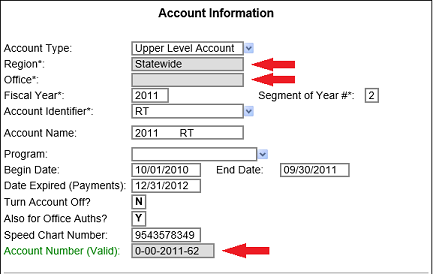 Account Information
Account Type: Upper Level Account
Region*: Statewide
Office*:
Fiscal Year*: 2011 Segment of Year #*: 2
Account Identifier*: RT
Account Name: 2011 RT
Program:
Begin Date: 10/01/2010 End Date: 09/30/2011
Date Expired (Payments): 12/31/2012
Turn Account Off? N
Also for Office Auths? Y
Speed Chart Number: 9543578349
Account Number (Valid): 0-00-2011-62